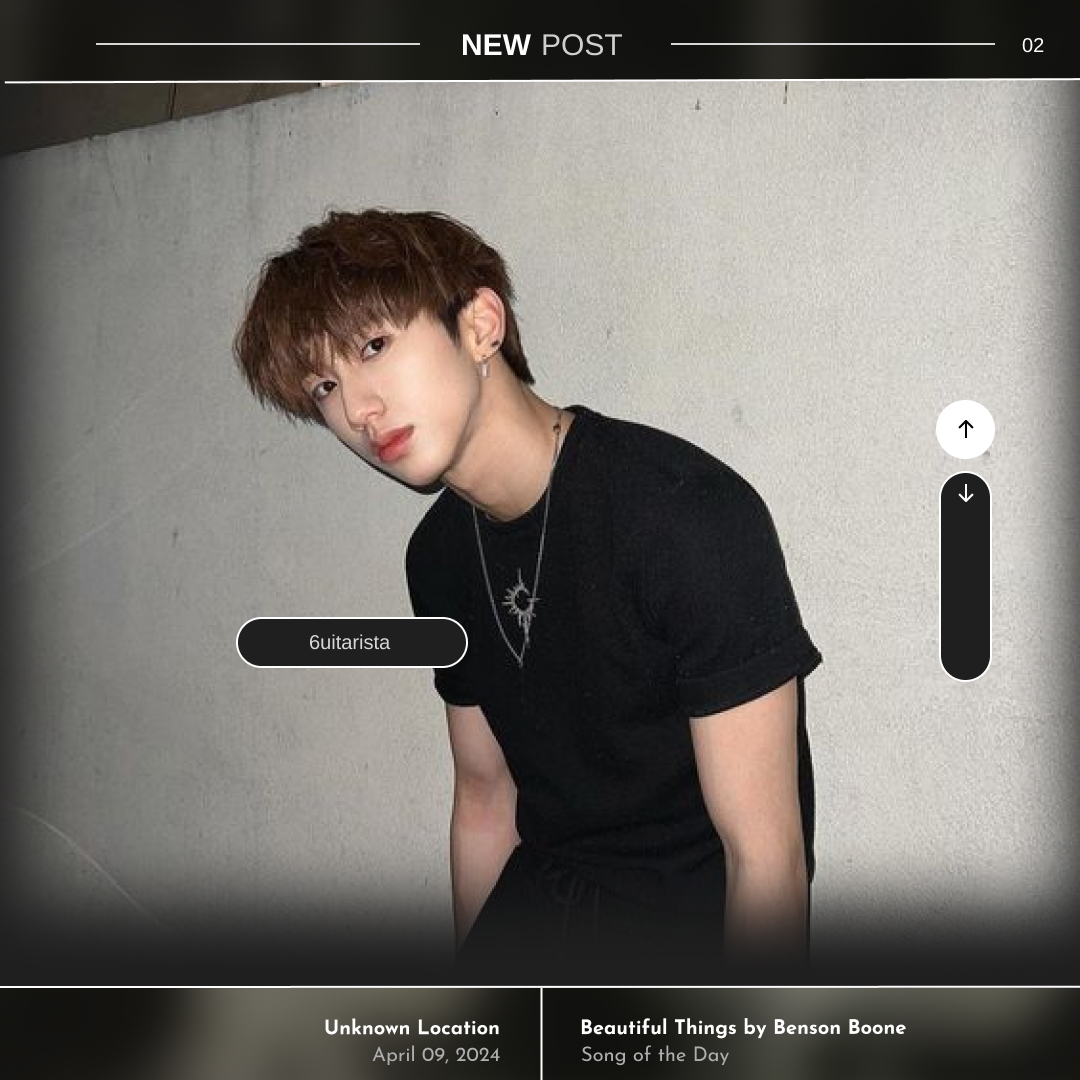 NEW POST
02
6uitarista
Unknown Location
April 09, 2024
Beautiful Things by Benson Boone
Song of the Day